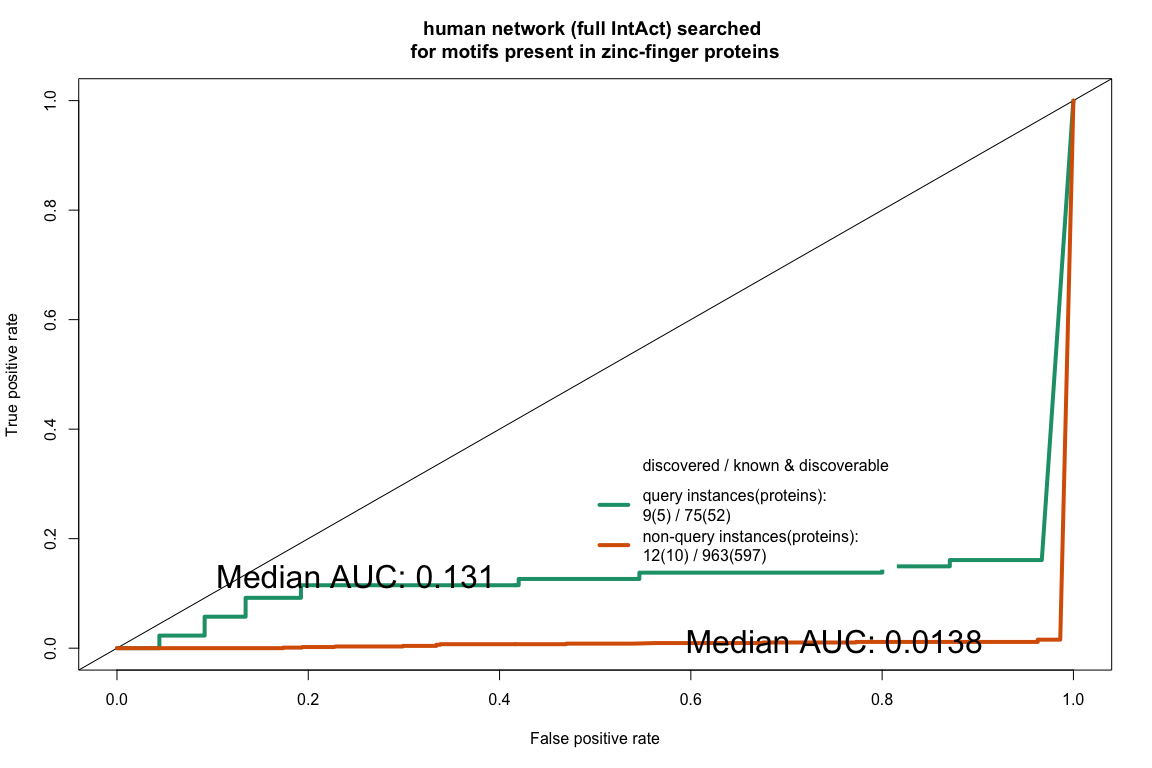 human network (full IntAct) searched
for motifs present in zinc-finger proteins
True positive rate
1.0
0.8
0.6
0.4
0.2
0.0
discovered / known & discoverable
query instances(proteins):
9(5) / 75(52)
non-query instances(proteins):
12(10) / 963(597)
Median AUC: 0.131
Median AUC: 0.0138
0.0 0.2 0.4 0.6 0.8 1.0
False positive rate